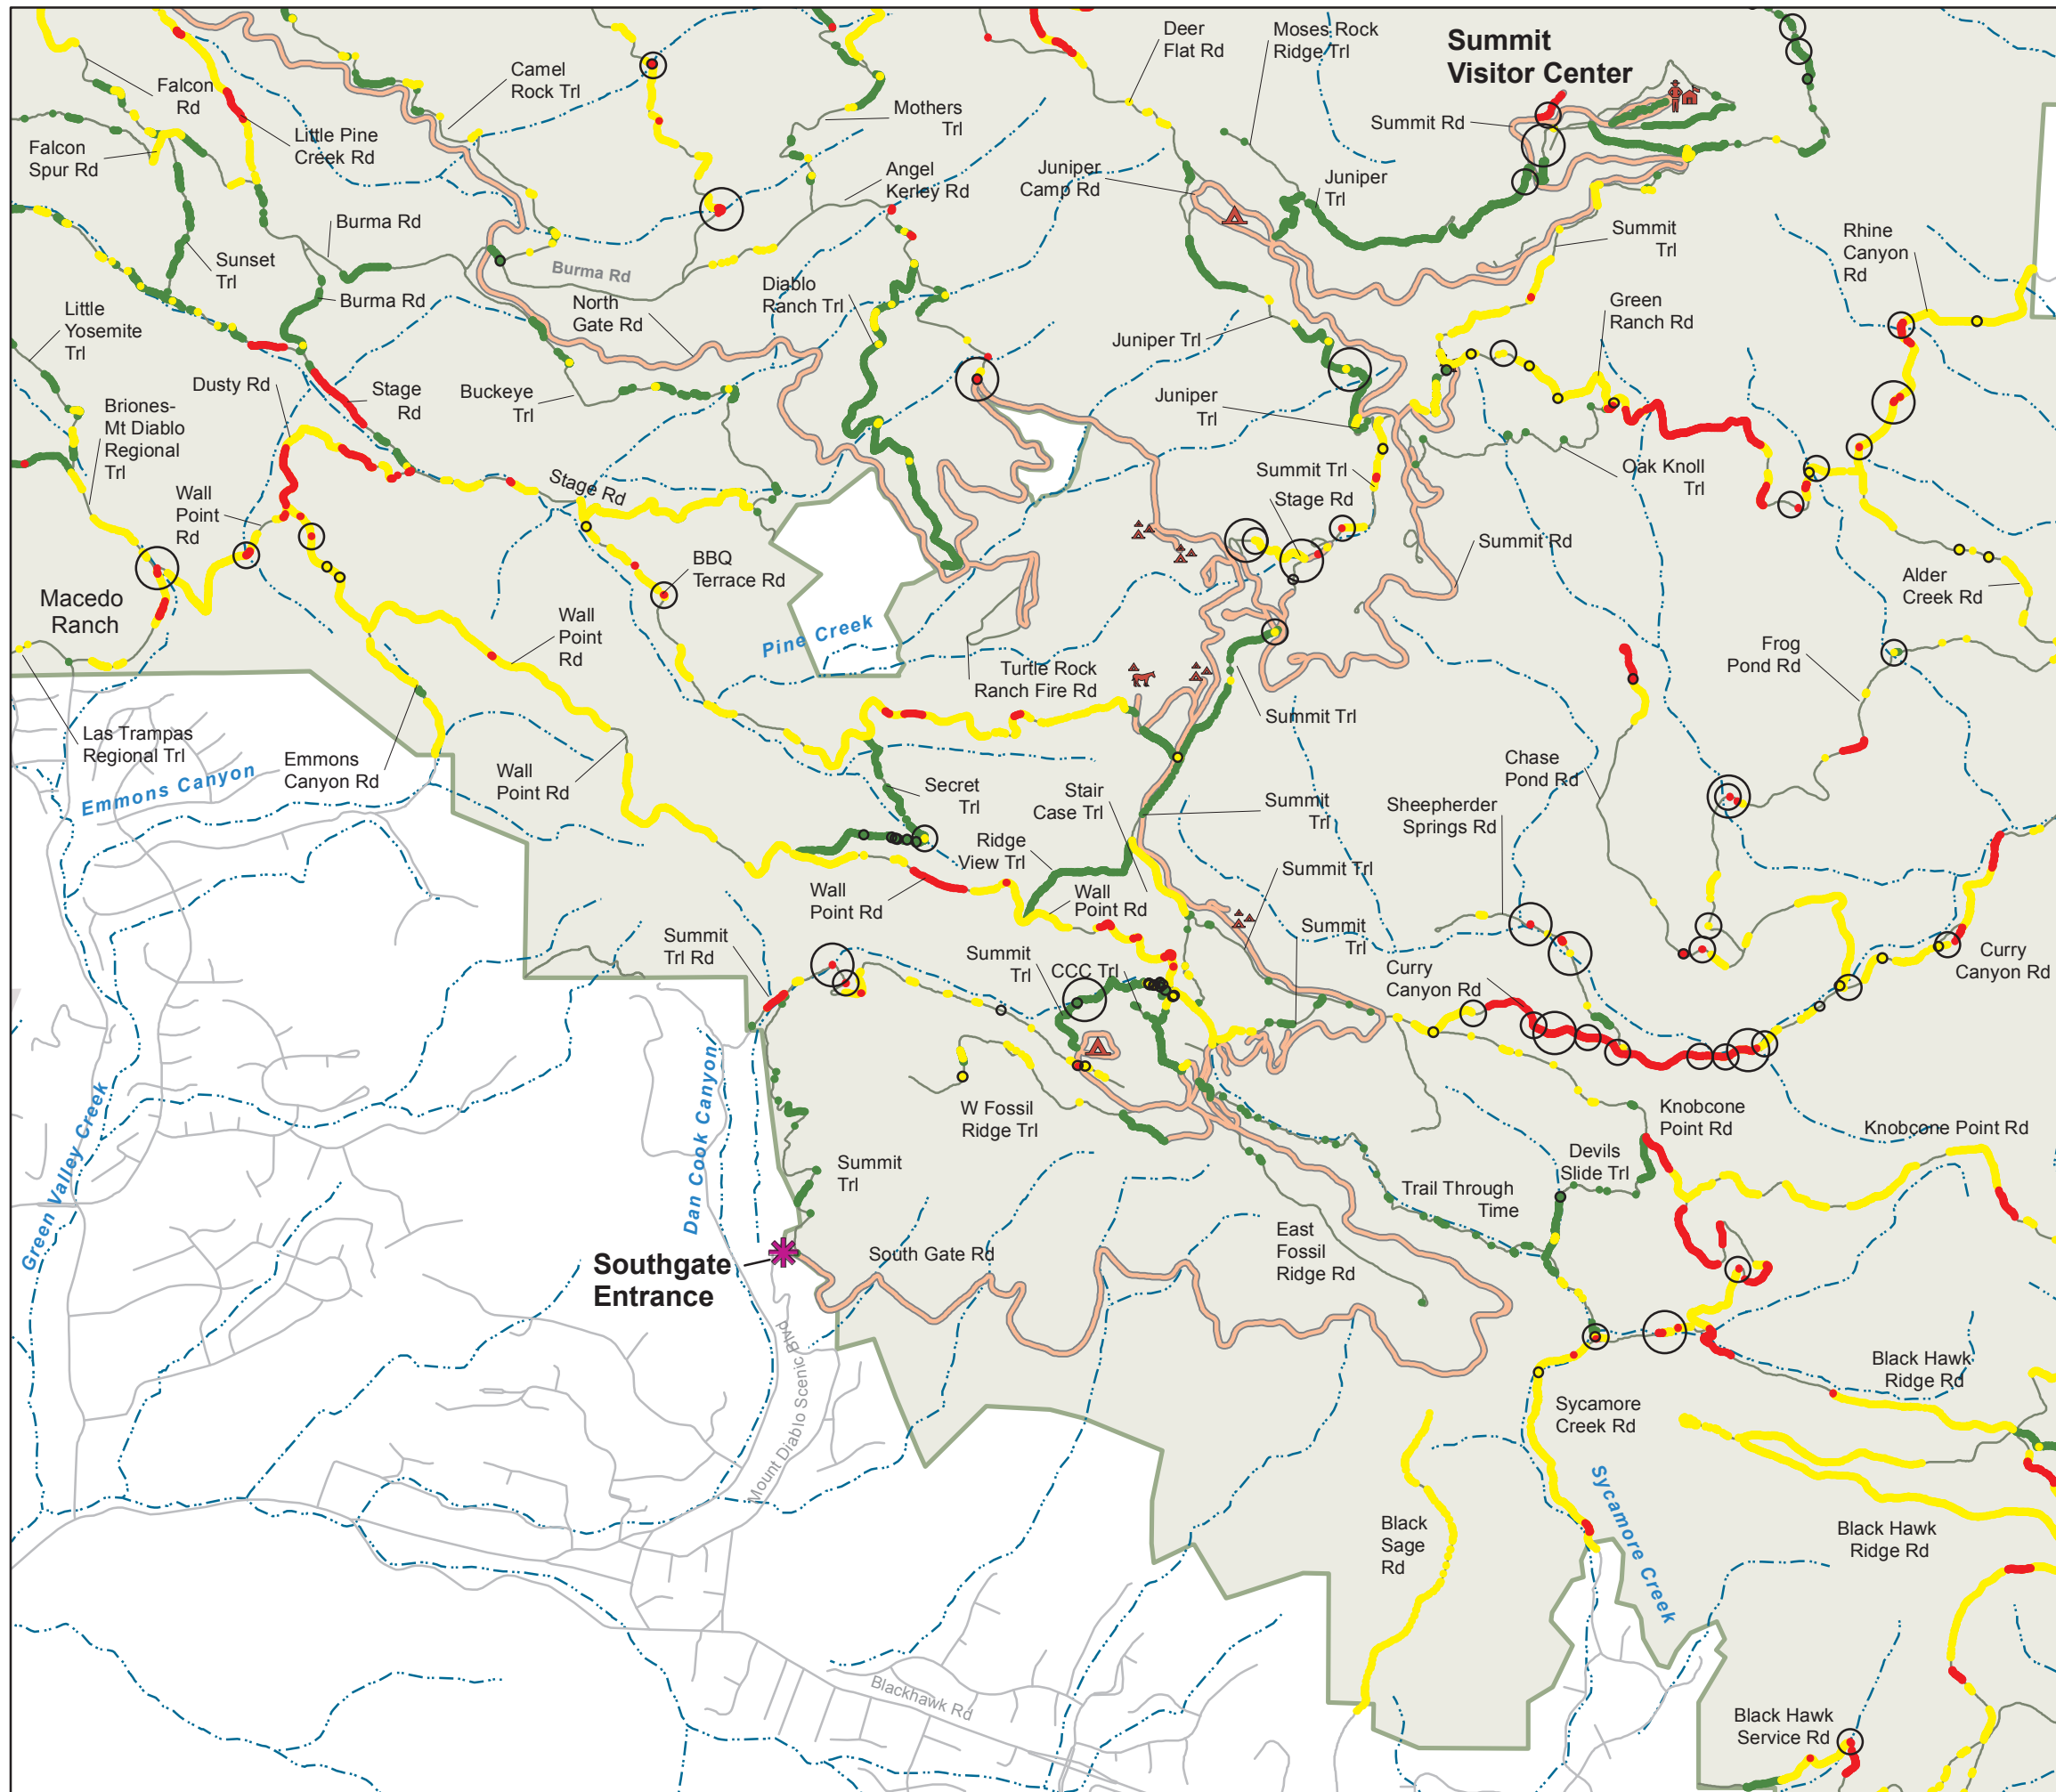 Summit
Visitor Center
Deer
Flat Rd
Moses Rock
Ridge Trl
Camel
Rock Trl
Falcon
Rd
Little Pine
Creek Rd
Mothers
Trl
Summit Rd
Falcon
Spur Rd
Angel
Kerley Rd
Juniper
Camp Rd
Juniper
Trl
Burma Rd
Sunset
Trl
Burma Rd
Burma Rd
Summit
Trl
Rhine
Canyon
Rd
Little
Yosemite
Trl
North
Gate Rd
Diablo
Ranch Trl
Green
Ranch Rd
Juniper Trl
Dusty Rd
Stage
Rd
Buckeye
Trl
Juniper
Trl
Briones-
Mt Diablo
Regional
Trl
Oak Knoll
Trl
Summit Trl
Stage Rd
Stage Rd
Wall
Point
Rd
Summit Rd
BBQ
Terrace Rd
Alder
Creek Rd
Macedo
Ranch
Wall
Point
Rd
Pine Creek
Frog
Pond Rd
Turtle Rock
Ranch Fire Rd
Summit Trl
Las Trampas
Regional Trl
Emmons
Canyon Rd
Emmons Canyon
Wall
Point Rd
Secret
Trl
Stair
Case Trl
Summit
Trl
Chase
Pond Rd
Sheepherder
Springs Rd
Ridge
View Trl
Summit Trl
Wall
Point Rd
Wall
Point Rd
Summit
Trl Rd
Summit
Trl
CCC Trl
Summit
Trl
Curry
Canyon Rd
Curry
Canyon Rd
W Fossil
Ridge Trl
Knobcone
Point Rd
Knobcone Point Rd
Devils
Slide Trl
Green Valley Creek
Dan Cook Canyon
Summit
Trl
Trail Through
Time
East
Fossil
Ridge Rd
South Gate Rd
Southgate
Entrance
Mount Diablo Scenic Blvd
Black Hawk
Ridge Rd
Sycamore
Creek Rd
Sycamore Creek
Black
Sage
Rd
Black Hawk
Ridge Rd
Blackhawk Rd
Black Hawk
Service Rd